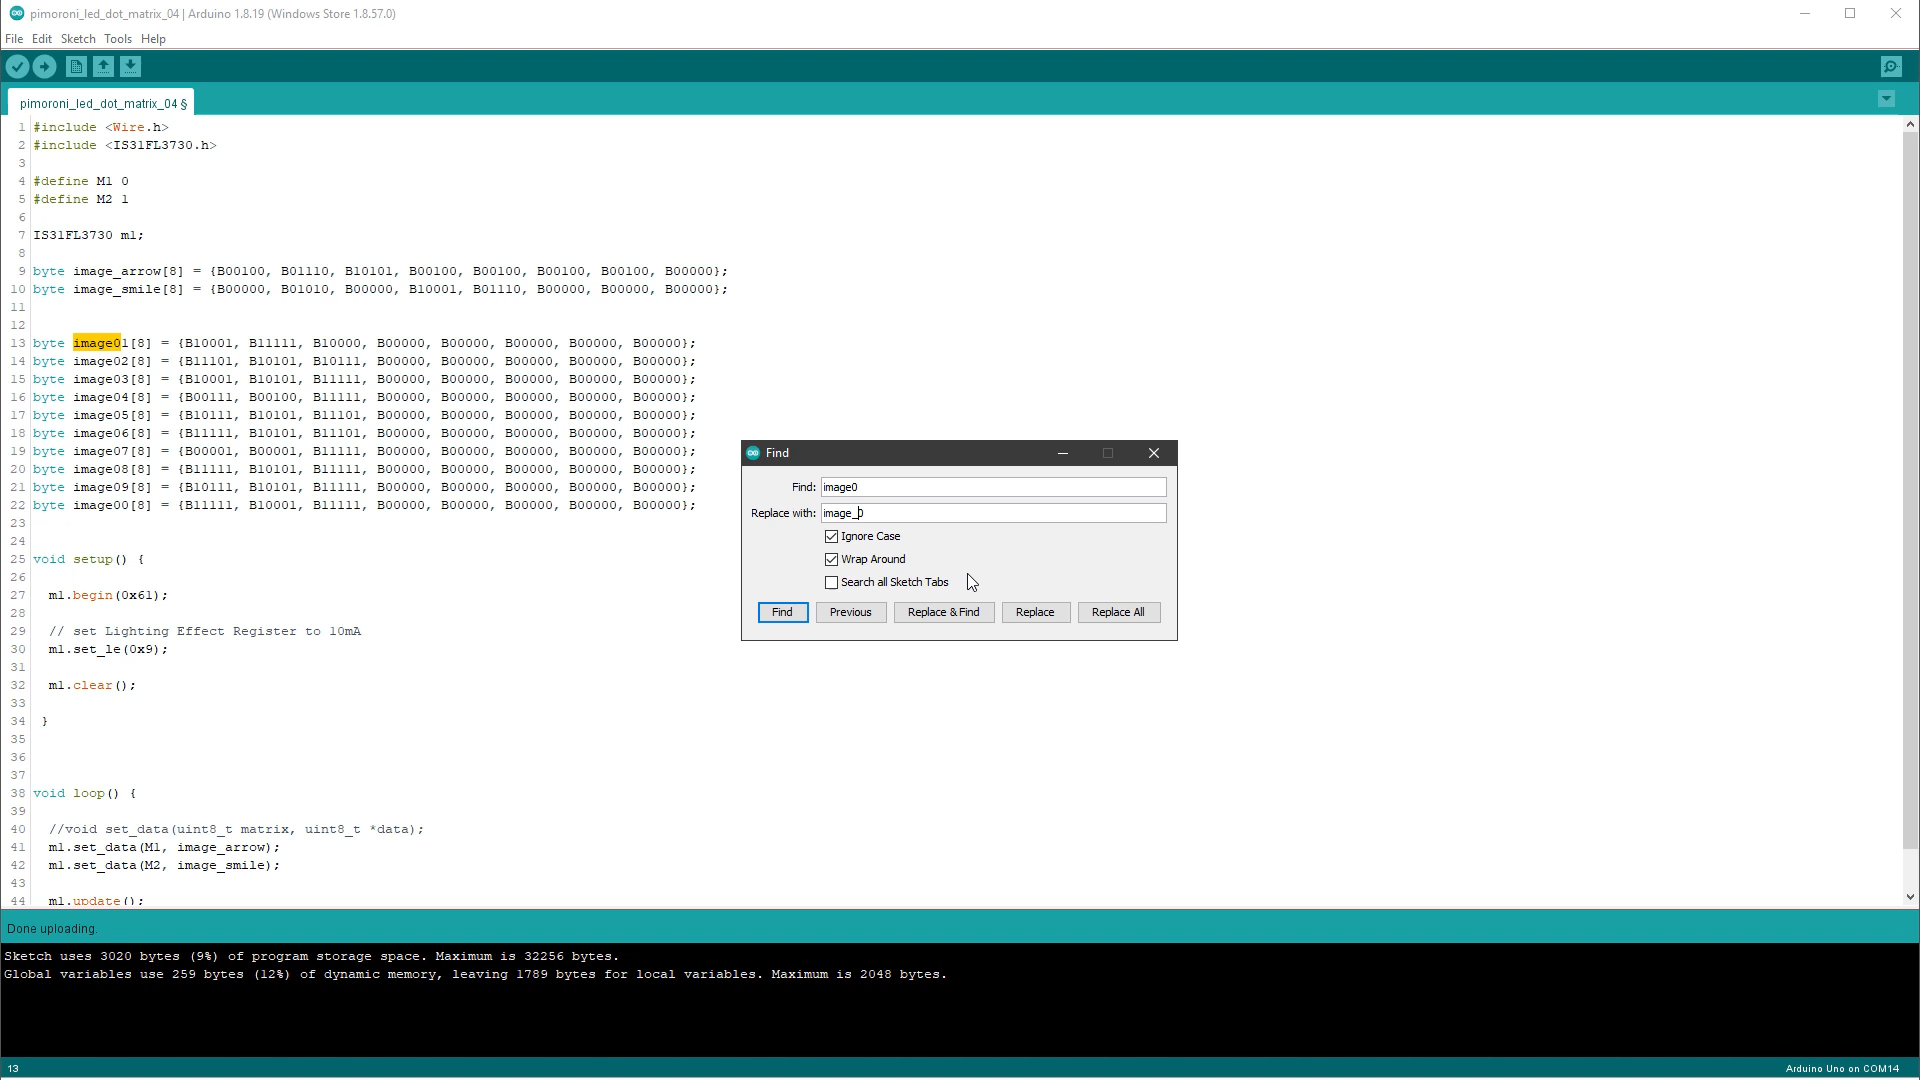 pimoroni_led_dot_matrix_04 | Arduino 1.8.19 (Windows Store 1.8.57.0)
File Edit Sketch Tools Help
pimoroni_led_dot_matrix_04 §
1 #include <Wire.h>
2 #include <IS31FL3730.h>
3
4 #define M1 0
5 #define M2 1
6
7 IS31FL3730 m1;
8
9 byte image_arrow[8] = {B00100, B01110, B10101, B00100, B00100, B00100, B00100, B00000};
10 byte image_smile[8] = {B00000, B01010, B00000, B10001, B01110, B00000, B00000, B00000};
11
12
13 byte image01[8] = {B10001, B11111, B10000, B00000, B00000, B00000, B00000, B00000};
14 byte image02[8] = {B11101, B10101, B10111, B00000, B00000, B00000, B00000, B00000};
15 byte image03[8] = {B10001, B10101, B11111, B00000, B00000, B00000, B00000, B00000};
16 byte image04[8] = {B00111, B00100, B11111, B00000, B00000, B00000, B00000, B00000};
17 byte image05[8] = {B10111, B10101, B11101, B00000, B00000, B00000, B00000, B00000};
18 byte image06[8] = {B11111, B10101, B11101, B00000, B00000, B00000, B00000, B00000};
19 byte image07[8] = {B00001, B00001, B11111, B00000, B00000, B00000, B00000, B00000};
20 byte image08[8] = {B11111, B10101, B11111, B00000, B00000, B00000, B00000, B00000};
21 byte image09[8] = {B10111, B10101, B11111, B00000, B00000, B00000, B00000, B00000};
22 byte image00[8] = {B11111, B10001, B11111, B00000, B00000, B00000, B00000, B00000};
23
24
25 void setup() {
26
27 m1.begin(0x61);
28
29 // set Lighting Effect Register to 10mA
30 m1.set_le(0x9);
31
32 m1.clear();
33
34 }
35
36
37
38 void loop() {
39
40 //void set_data(uint8_t matrix, uint8_t *data);
41 m1.set_data(M1, image_arrow);
42 m1.set_data(M2, image_smile);
43
44 m1.update();
Find
Find: image0
Replace with: image_0
Ignore Case
Wrap Around
Search all Sketch Tabs
Find Previous Replace & Find Replace Replace All
Done uploading.
Sketch uses 3020 bytes (9%) of program storage space. Maximum is 32256 bytes.
Global variables use 259 bytes (12%) of dynamic memory, leaving 1789 bytes for local variables. Maximum is 2048 bytes.
13 Arduino Uno on COM14